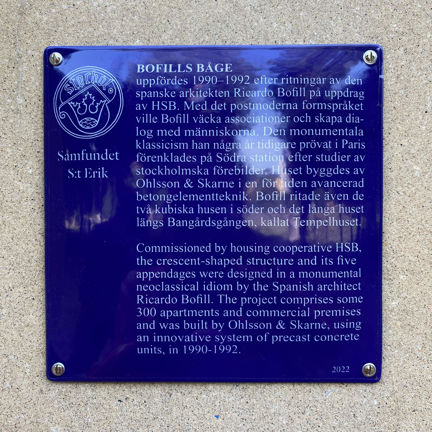 BOFILLS BÅGE
uppfördes 1990–1992 efter ritningar av den
spanske arkitekten Ricardo Bofill på uppdrag
av HSB. Med det postmoderna formspråket
ville Bofill väcka associationer och skapa dia-
log med människorna. Den monumentala
klassicism han några år tidigare prövat i Paris
förenklades på Södra station efter studier av
stockholmska förebilder. Huset byggdes av
Ohlsson & Skarne i en för tiden avancerad
betongelementteknik. Bofill ritade även de
två kubiska husen i söder och det långa huset
längs Bangårdsgången, kallat Tempelhuset.
Commissioned by housing cooperative HSB,
the crescent-shaped structure and its five
appendages were designed in a monumental
neoclassical idiom by the Spanish architect
Ricardo Bofill. The project comprises some
300 apartments and commercial premises
and was built by Ohlsson & Skarne, using
an innovative system of precast concrete
units, in 1990-1992.
Samfundet
S:t Erik
2022